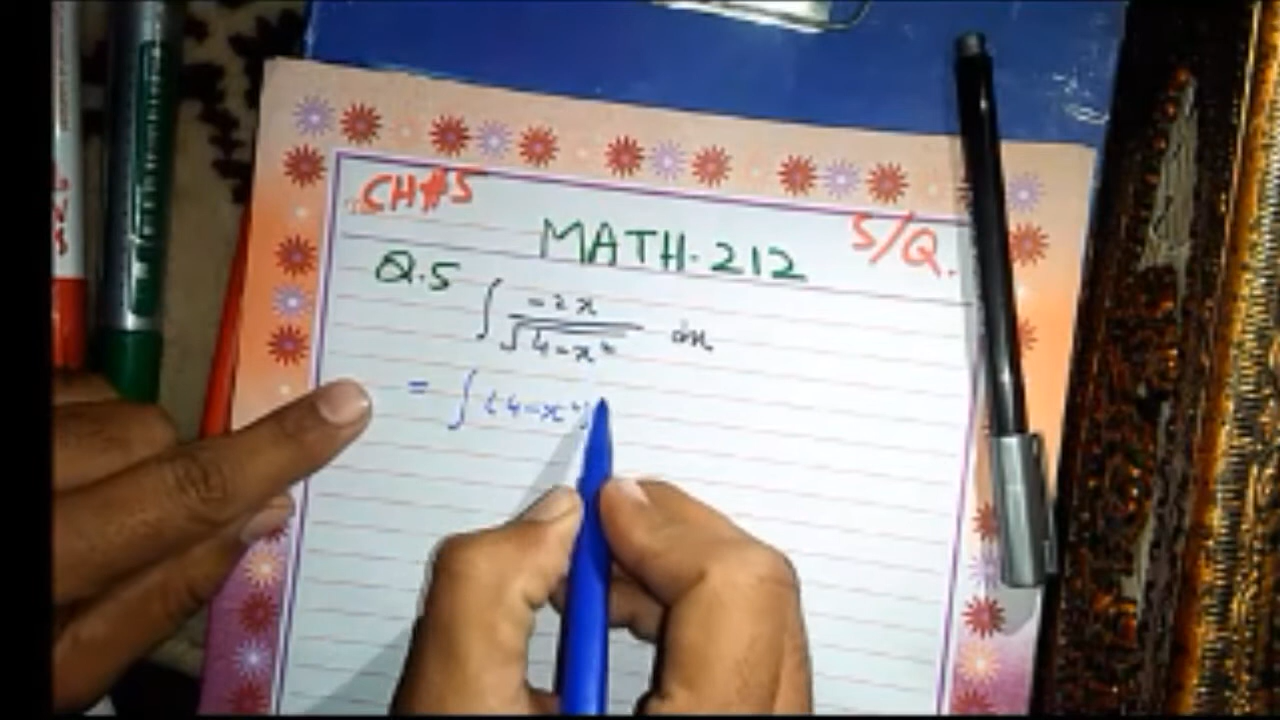 CH#5
MATH.212
S/Q.
Q.5 ∫ -2x / √(4-x²) dx
= ∫ (4-x²)